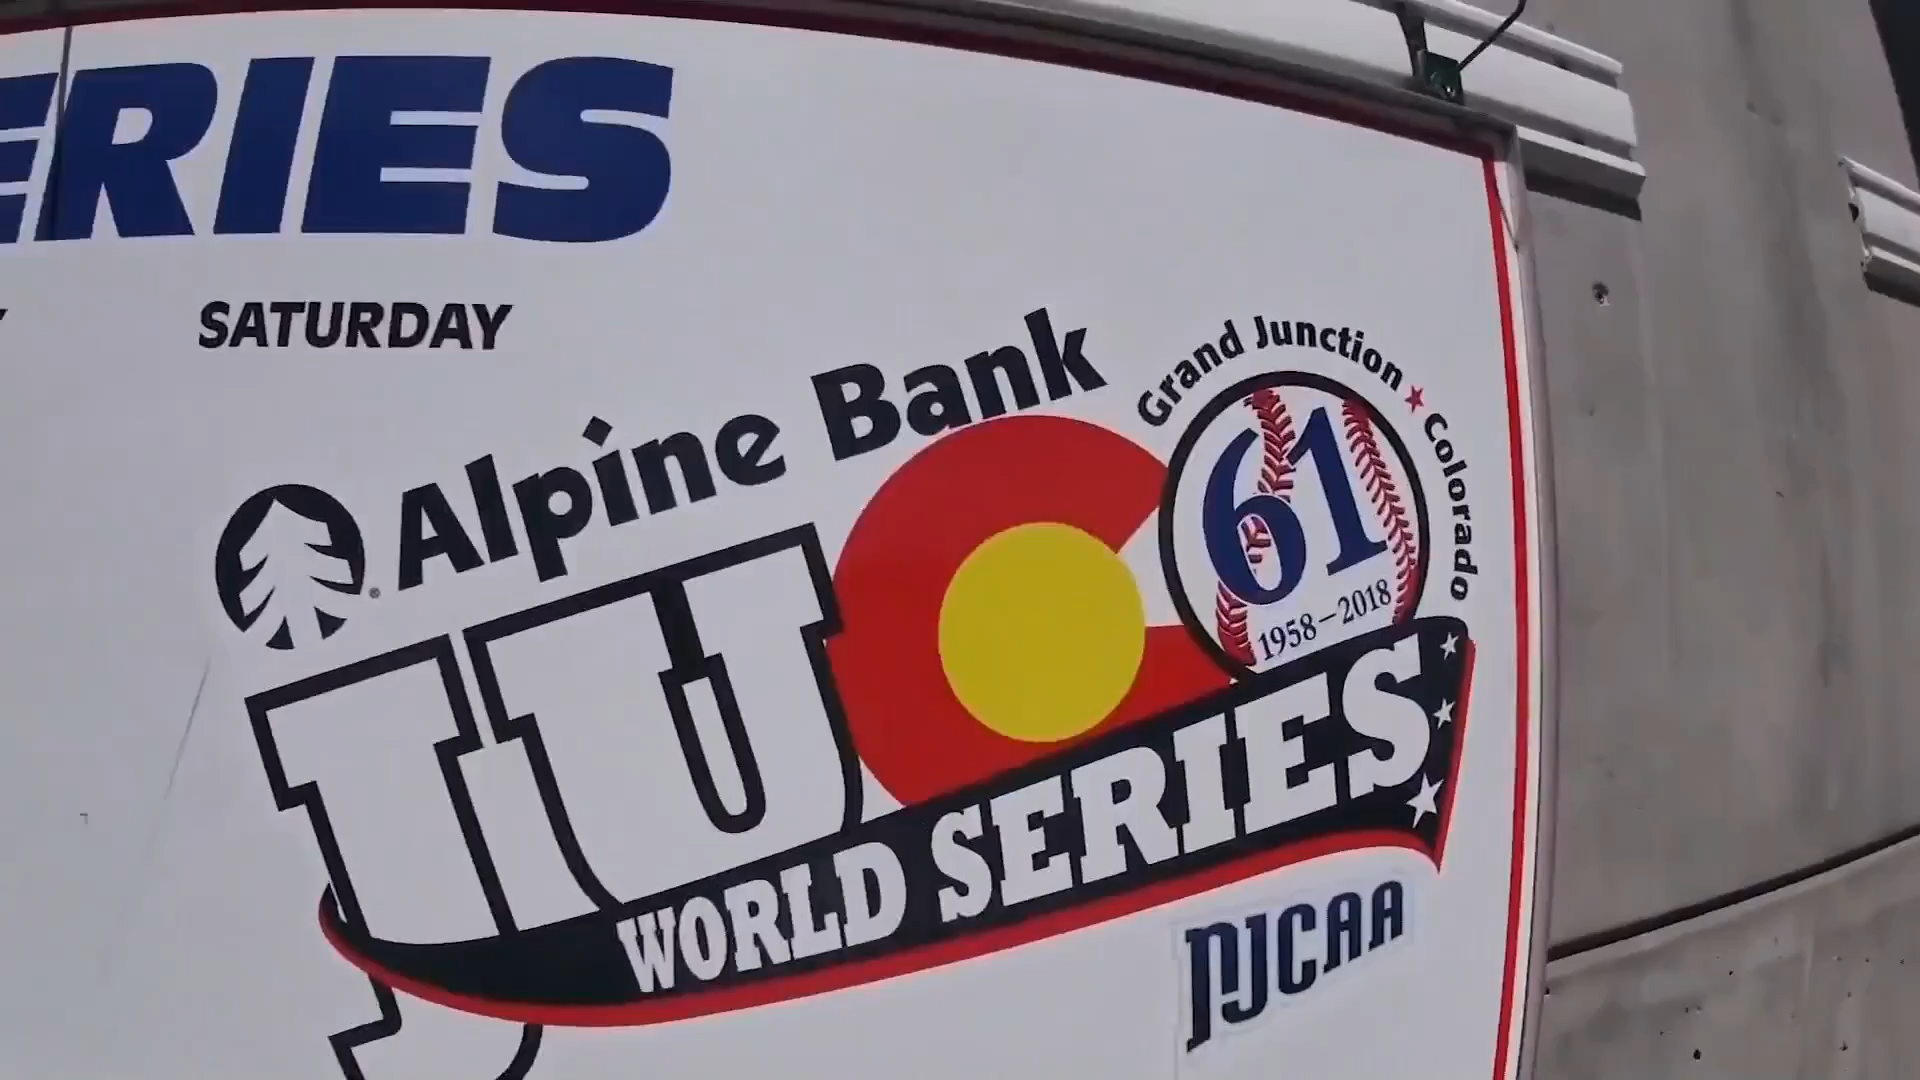 ERIES
SATURDAY
Alpine Bank
Grand Junction ★ Colorado
61
1958–2018
JUCO
WORLD SERIES
NJCAA